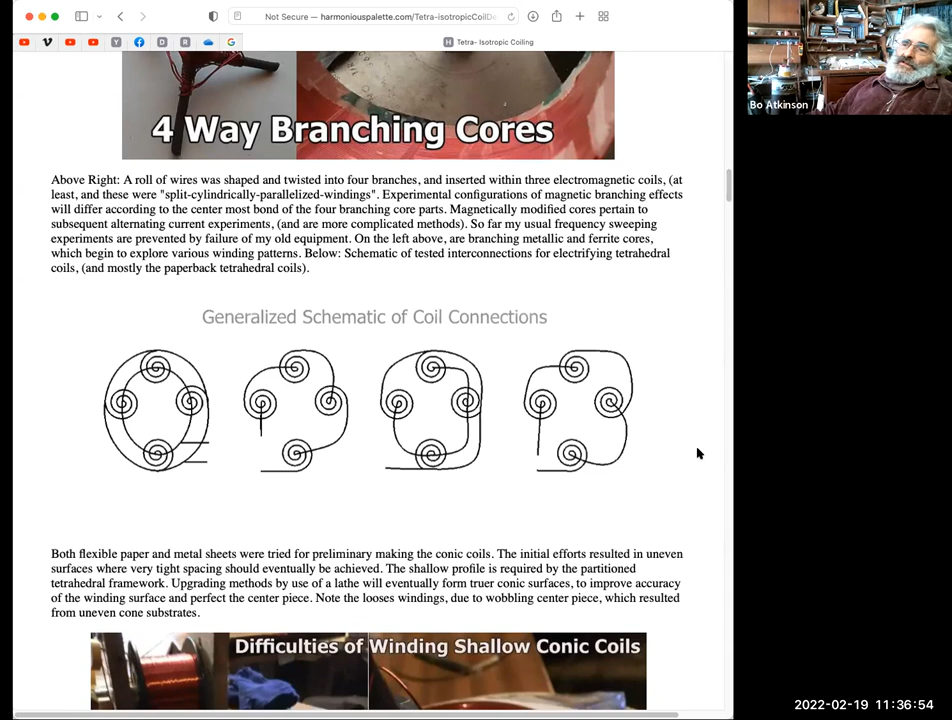 Not Secure — harmoniouspalette.com/Tetra-isotropicCoilDe
Tetra- Isotropic Coiling
Bo Atkinson
4 Way Branching Cores
Above Right: A roll of wires was shaped and twisted into four branches, and inserted within three electromagnetic coils, (at
least, and these were "split-cylindrically-parallelized-windings". Experimental configurations of magnetic branching effects
will differ according to the center most bond of the four branching core parts. Magnetically modified cores pertain to
subsequent alternating current experiments, (and are more complicated methods). So far my usual frequency sweeping
experiments are prevented by failure of my old equipment. On the left above, are branching metallic and ferrite cores,
which begin to explore various winding patterns. Below: Schematic of tested interconnections for electrifying tetrahedral
coils, (and mostly the paperback tetrahedral coils).
Generalized Schematic of Coil Connections
Both flexible paper and metal sheets were tried for preliminary making the conic coils. The initial efforts resulted in uneven
surfaces where very tight spacing should eventually be achieved. The shallow profile is required by the partitioned
tetrahedral framework. Upgrading methods by use of a lathe will eventually form truer conic surfaces, to improve accuracy
of the winding surface and perfect the center piece. Note the looses windings, due to wobbling center piece, which resulted
from uneven cone substrates.
Difficulties of Winding Shallow Conic Coils
2022-02-19 11:36:54